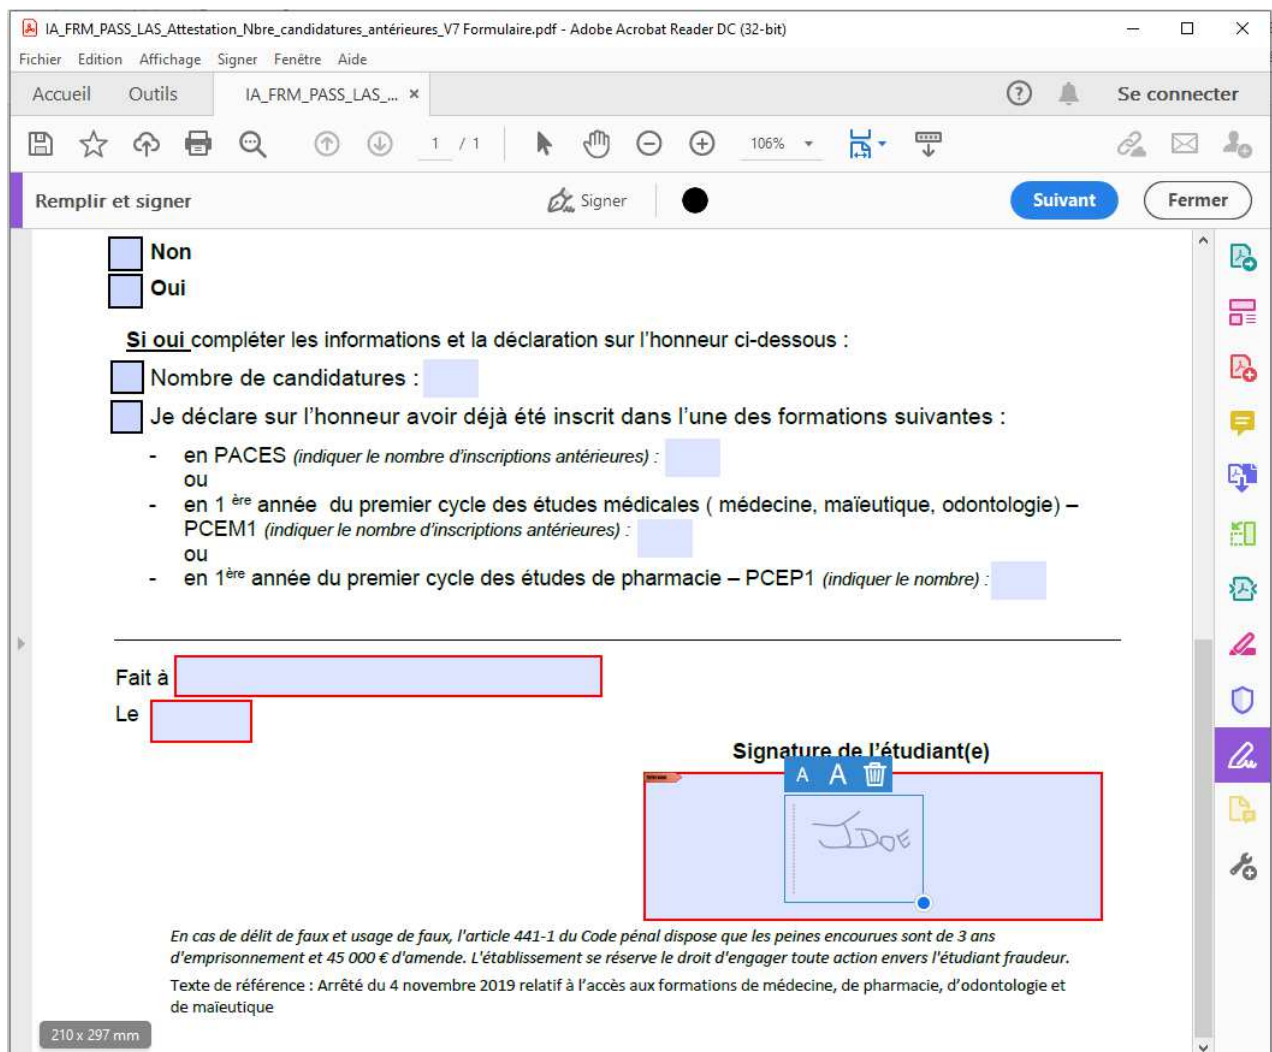 IA_FRM_PASS_LAS_Attestation_Nbre_candidatures_antérieures_V7 Formulaire.pdf - Adobe Acrobat Reader DC (32-bit)
Fichier Edition Affichage Signer Fenêtre Aide
Accueil Outils IA_FRM_PASS_LAS_... × Se connecter
1 / 1 106%
Remplir et signer Signer Suivant Fermer
Non
Oui
Si oui compléter les informations et la déclaration sur l'honneur ci-dessous :
Nombre de candidatures :
Je déclare sur l'honneur avoir déjà été inscrit dans l'une des formations suivantes :
- en PACES (indiquer le nombre d'inscriptions antérieures) :
ou
- en 1 ère année du premier cycle des études médicales ( médecine, maïeutique, odontologie) –
PCEM1 (indiquer le nombre d'inscriptions antérieures) :
ou
- en 1ère année du premier cycle des études de pharmacie – PCEP1 (indiquer le nombre) :
Fait à
Le
Signature de l'étudiant(e)
A A
JDOE
En cas de délit de faux et usage de faux, l'article 441-1 du Code pénal dispose que les peines encourues sont de 3 ans
d'emprisonnement et 45 000 € d'amende. L'établissement se réserve le droit d'engager toute action envers l'étudiant fraudeur.
Texte de référence : Arrêté du 4 novembre 2019 relatif à l'accès aux formations de médecine, de pharmacie, d'odontologie et
de maïeutique
210 x 297 mm